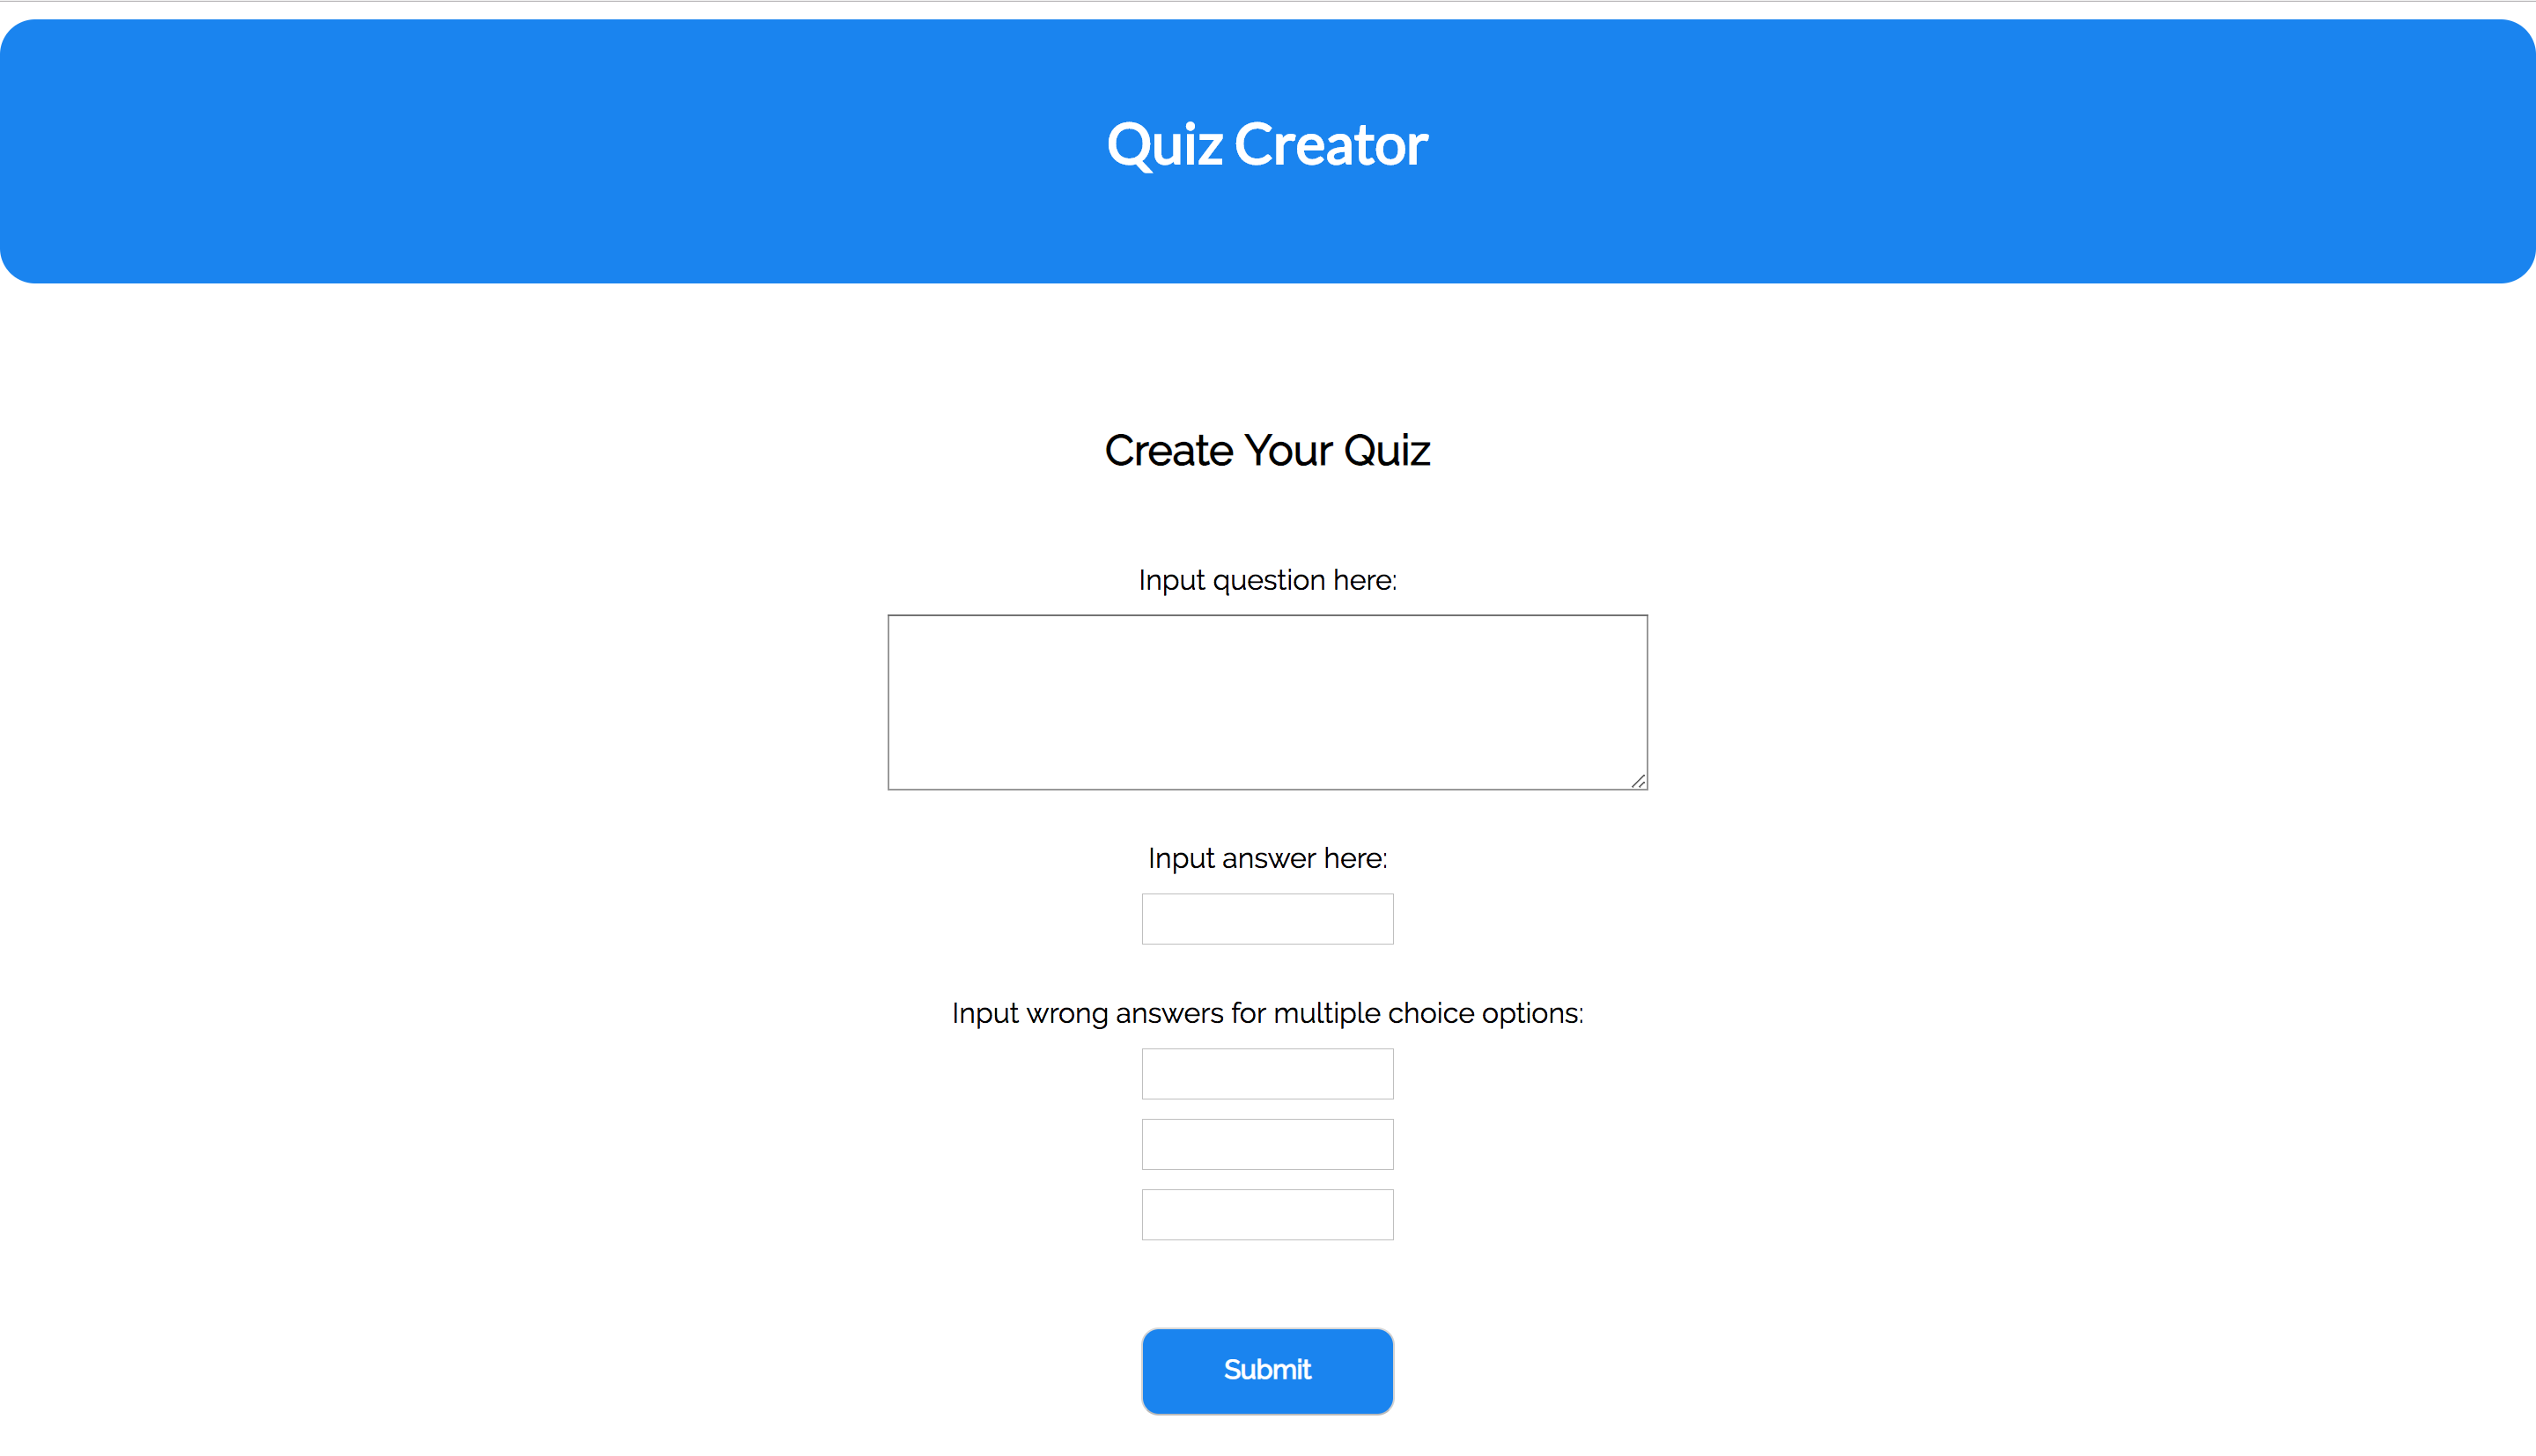 Quiz Creator
Create Your Quiz
Input question here:
Input answer here:
Input wrong answers for multiple choice options:
Submit